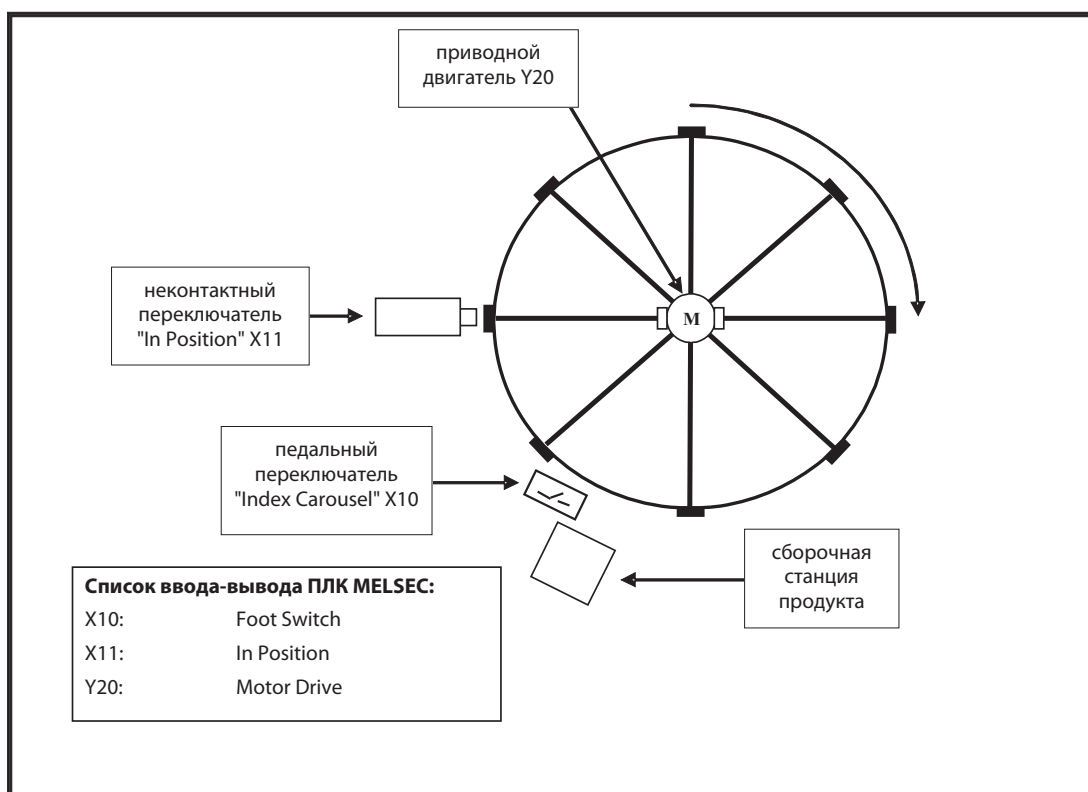 приводной
двигатель Y20
неконтактный
переключатель
"In Position" X11
M
педальный
переключатель
"Index Carousel" X10
сборочная
станция
продукта
Список ввода-вывода ПЛК MELSEC:
X10: Foot Switch
X11: In Position
Y20: Motor Drive